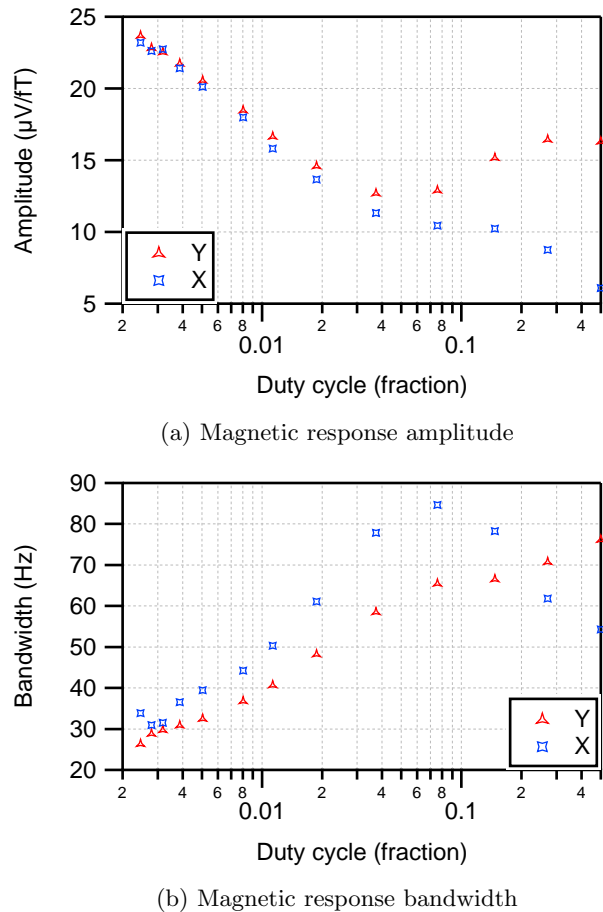 25
20
15
10
5
Amplitude (µV/fT)
Y
X
2 4 6 8 0.01 2 4 6 8 0.1 2 4
Duty cycle (fraction)
(a) Magnetic response amplitude
90
80
70
60
50
40
30
20
Bandwidth (Hz)
Y
X
2 4 6 8 0.01 2 4 6 8 0.1 2 4
Duty cycle (fraction)
(b) Magnetic response bandwidth